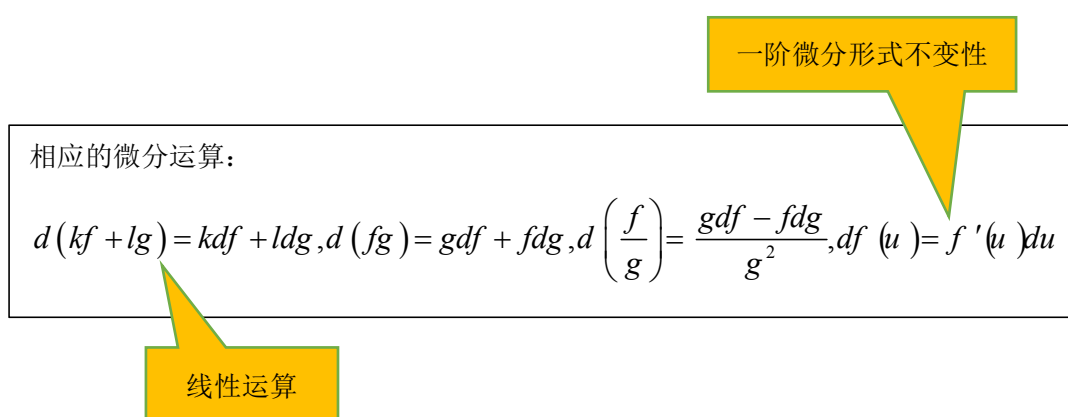 一阶微分形式不变性
相应的微分运算：
d(kf+lg)=kdf+ldg,d(fg)=gdf+fdg,d(f/g)=(gdf-fdg)/g²,df(u)=f'(u)du
线性运算